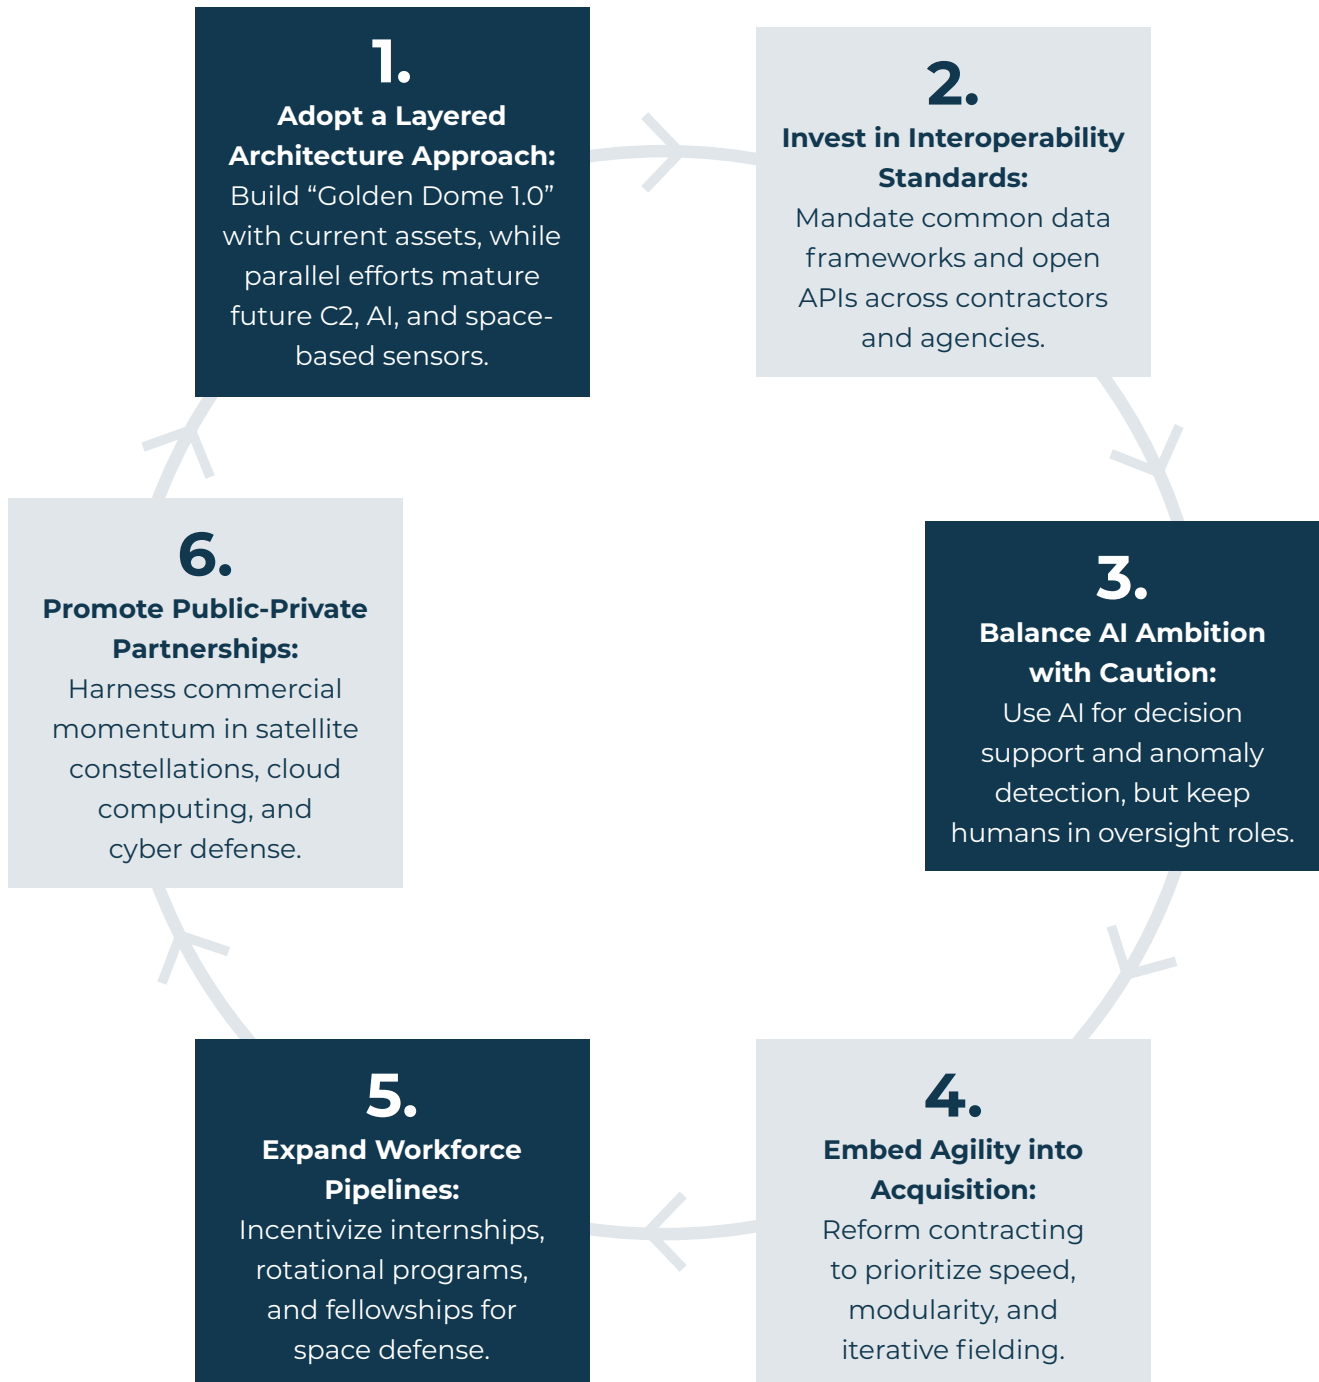 1.
Adopt a Layered
Architecture Approach:
Build “Golden Dome 1.0”
with current assets, while
parallel efforts mature
future C2, AI, and space-
based sensors.
2.
Invest in Interoperability
Standards:
Mandate common data
frameworks and open
APIs across contractors
and agencies.
3.
Balance AI Ambition
with Caution:
Use AI for decision
support and anomaly
detection, but keep
humans in oversight roles.
4.
Embed Agility into
Acquisition:
Reform contracting
to prioritize speed,
modularity, and
iterative fielding.
5.
Expand Workforce
Pipelines:
Incentivize internships,
rotational programs,
and fellowships for
space defense.
6.
Promote Public-Private
Partnerships:
Harness commercial
momentum in satellite
constellations, cloud
computing, and
cyber defense.